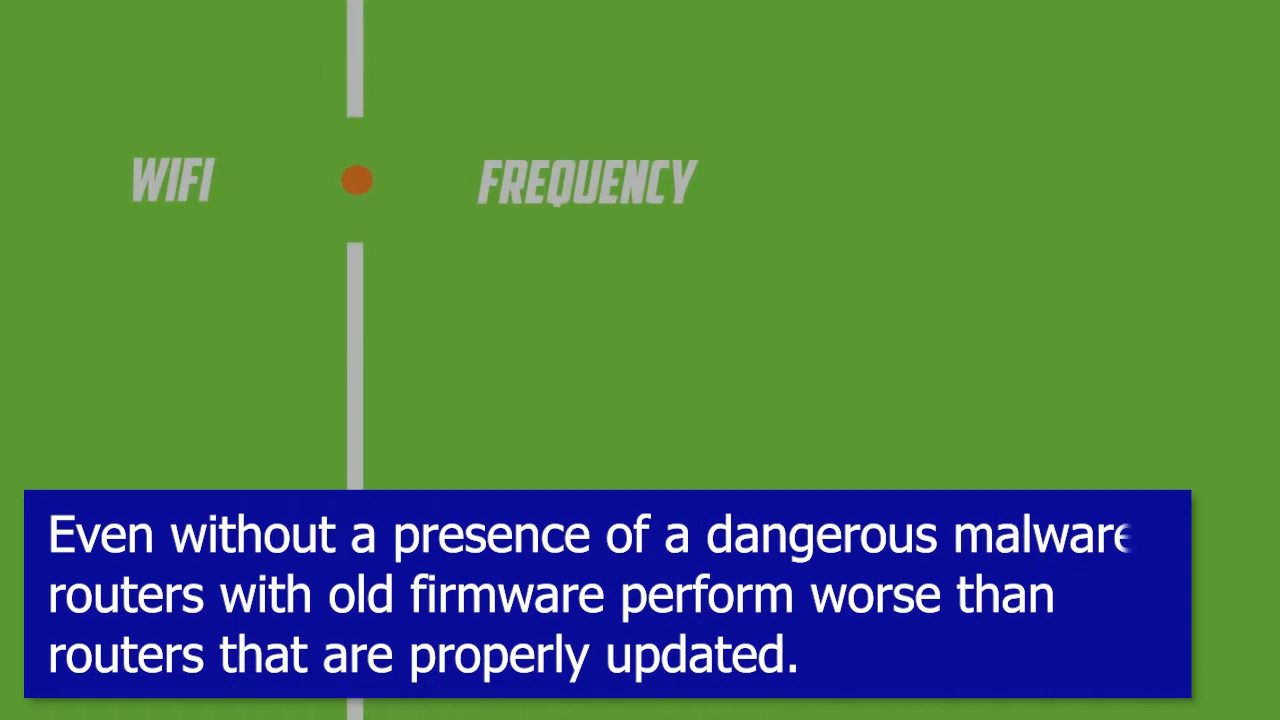 WIFI FREQUENCY
Even without a presence of a dangerous malware
routers with old firmware perform worse than
routers that are properly updated.